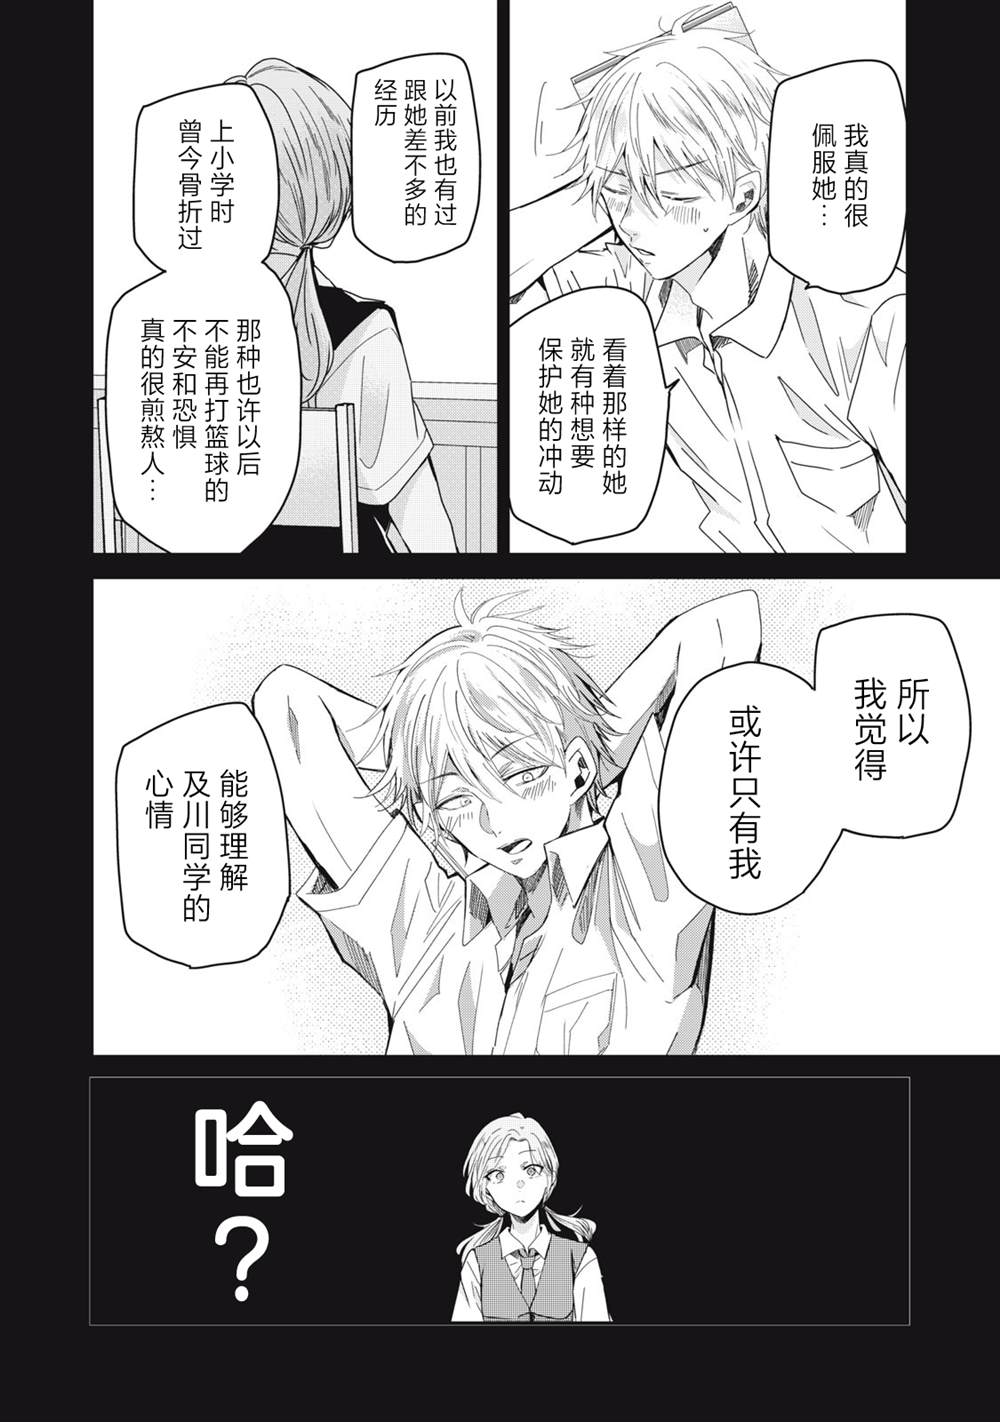 我真的很
佩服她…
看着那样的她
就有种想要
保护她的冲动
以前我也有过
跟她差不多的
经历
上小学时
曾今骨折过
那种也许以后
不能再打篮球的
不安和恐惧
真的很煎熬人…
所以
我觉得
或许只有我
能够理解
及川同学的
心情
哈?